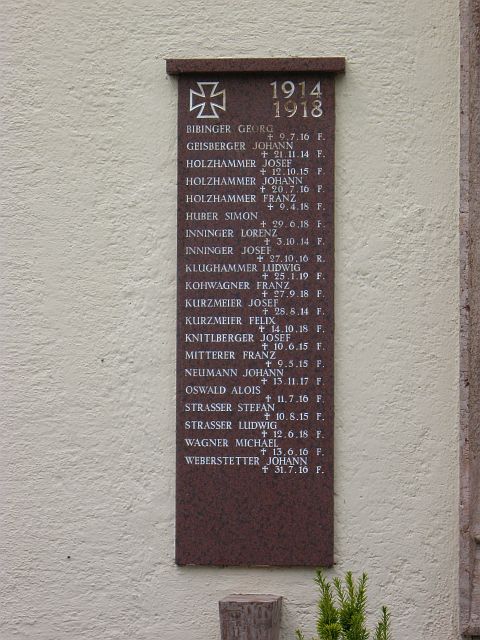 1914
1918
BIBINGER GEORG
✝ 9.7.16 F.
GEISBERGER JOHANN
✝ 21.11.14 F.
HOLZHAMMER JOSEF
✝ 12.10.15 F.
HOLZHAMMER JOHANN
✝ 20.7.16 F.
HOLZHAMMER FRANZ
✝ 9.4.18 F.
HUBER SIMON
✝ 29.6.18 F.
INNINGER LORENZ
✝ 3.10.14 F.
INNINGER JOSEF
✝ 27.10.16 R.
KLUGHAMMER LUDWIG
✝ 25.1.19 F.
KOHWAGNER FRANZ
✝ 27.9.18 F.
KURZMEIER JOSEF
✝ 28.8.14 F.
KURZMEIER FELIX
✝ 14.10.18 F.
KNITLBERGER JOSEF
✝ 10.6.15 F.
MITTERER FRANZ
✝ 9.5.15 F.
NEUMANN JOHANN
✝ 13.11.17 F.
OSWALD ALOIS
✝ 11.7.16 F.
STRASSER STEFAN
✝ 10.8.15 F.
STRASSER LUDWIG
✝ 12.6.18 F.
WAGNER MICHAEL
✝ 13.6.16 F.
WEBERSTETTER JOHANN
✝ 31.7.16 F.